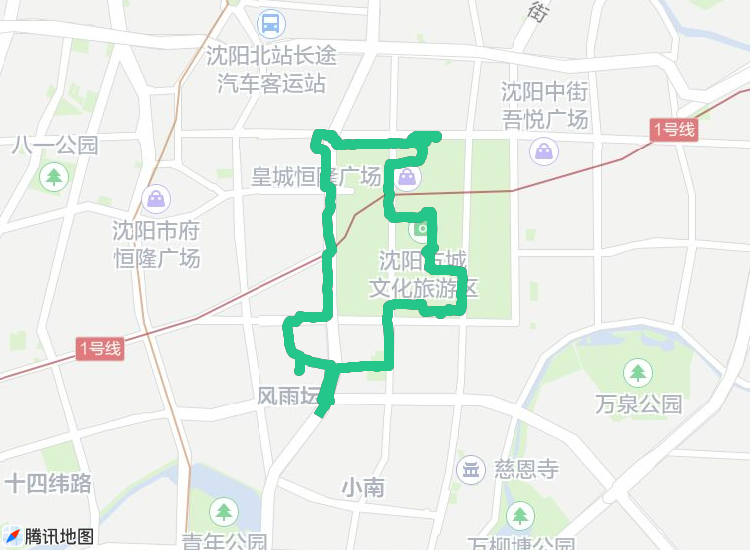 街
沈阳北站长途
汽车客运站
沈阳中街
吾悦广场
1号线
八一公园
皇城恒隆广场
沈阳市府
恒隆广场
沈阳古城
文化旅游区
1号线
风雨坛
万泉公园
十四纬路
小南
慈恩寺
腾讯地图
青年公园
万柳塘公园